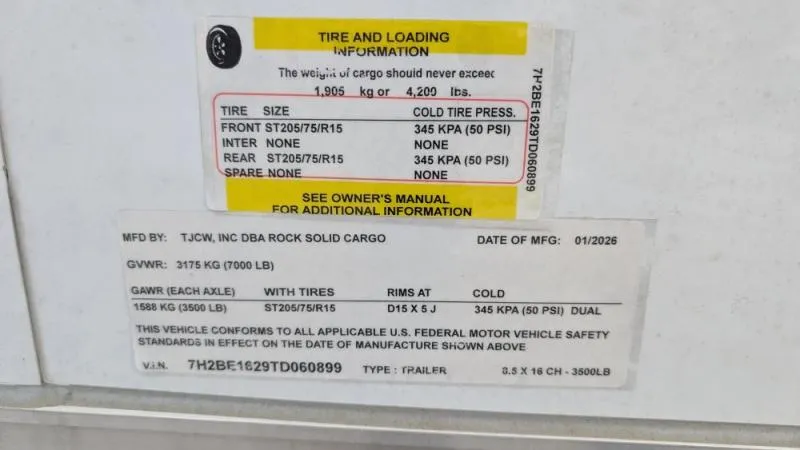 TIRE AND LOADING
INFORMATION
The weight of cargo should never exceed
1,905 kg or 4,200 lbs.
TIRE SIZE COLD TIRE PRESS.
FRONT ST205/75/R15 345 KPA (50 PSI)
INTER NONE NONE
REAR ST205/75/R15 345 KPA (50 PSI)
SPARE NONE NONE
SEE OWNER'S MANUAL
FOR ADDITIONAL INFORMATION
7H2BE1629TD060899
MFD BY: TJCW, INC DBA ROCK SOLID CARGO DATE OF MFG: 01/2026
GVWR: 3175 KG (7000 LB)
GAWR (EACH AXLE) WITH TIRES RIMS AT COLD
1588 KG (3500 LB) ST205/75/R15 D15 X 5 J 345 KPA (50 PSI) DUAL
THIS VEHICLE CONFORMS TO ALL APPLICABLE U.S. FEDERAL MOTOR VEHICLE SAFETY
STANDARDS IN EFFECT ON THE DATE OF MANUFACTURE SHOWN ABOVE
V.I.N. 7H2BE1629TD060899 TYPE : TRAILER 8.5 X 16 CH - 3500LB